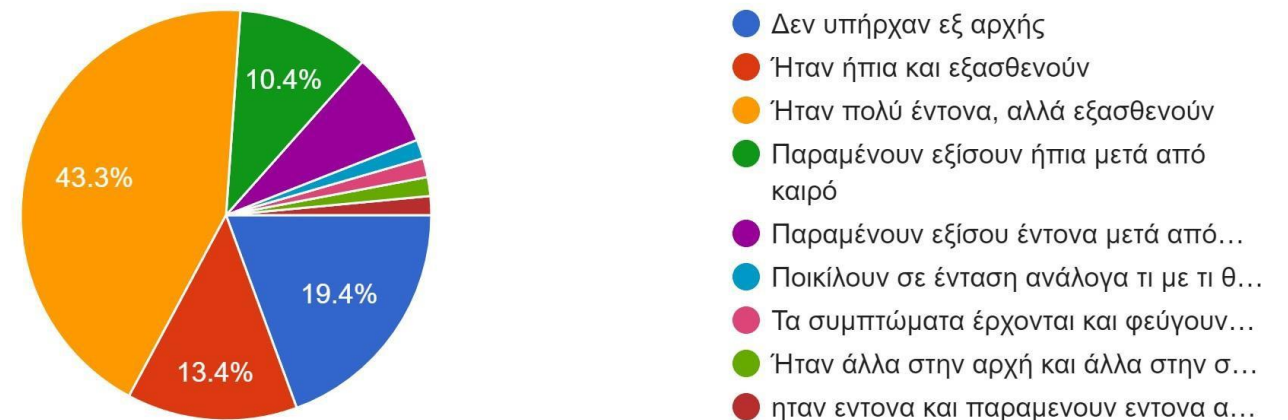 10.4%
43.3%
19.4%
13.4%
Δεν υπήρχαν εξ αρχής
Ήταν ήπια και εξασθενούν
Ήταν πολύ έντονα, αλλά εξασθενούν
Παραμένουν εξίσουν ήπια μετά από
καιρό
Παραμένουν εξίσου έντονα μετά από…
Ποικίλουν σε ένταση ανάλογα τι με τι θ…
Τα συμπτώματα έρχονται και φεύγουν…
Ήταν άλλα στην αρχή και άλλα στην σ…
ηταν εντονα και παραμενουν εντονα α…